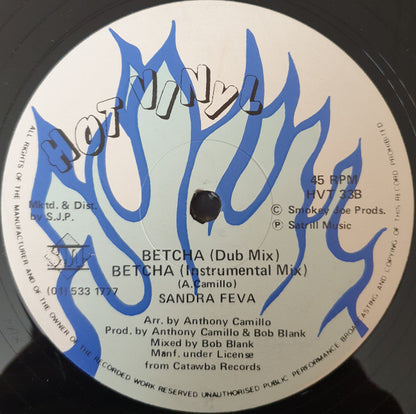 HOT VINYL
45 RPM
HVT 33B
Ⓒ Smokey Joe Prods.
Ⓟ Satrill Music
Mktd. & Dist.
by S.J.P.
(01) 533 1777
BETCHA (Dub Mix)
BETCHA (Instrumental Mix)
(A.Camillo)
SANDRA FEVA
Arr. by Anthony Camillo
Prod. by Anthony Camillo & Bob Blank
Mixed by Bob Blank
Manf. under License
from Catawba Records
ALL RIGHTS OF THE MANUFACTURER AND OF THE OWNER OF THE RECORDED WORK RESERVED UNAUTHORISED PUBLIC PERFORMANCE BROADCASTING AND COPYING OF THIS RECORD PROHIBITED